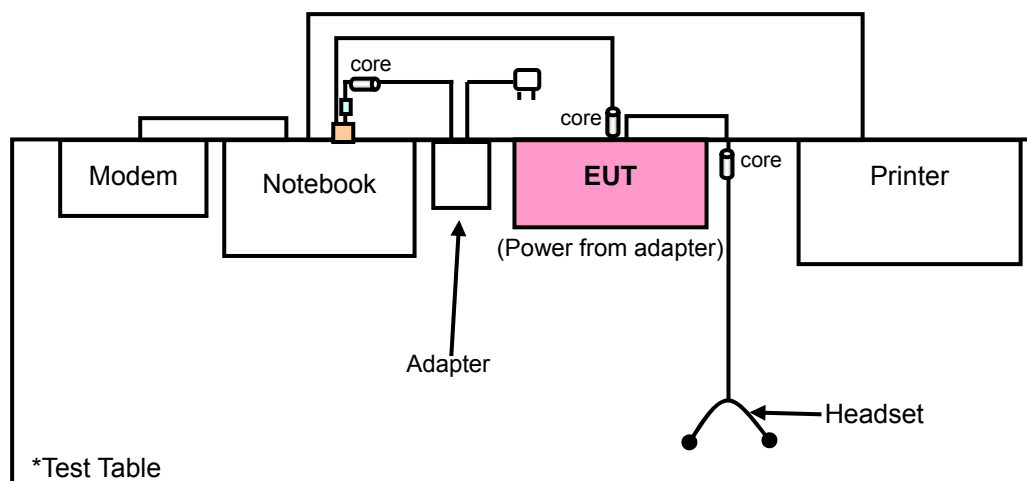 core
core
core
Modem
Notebook
EUT
Printer
(Power from adapter)
Adapter
Headset
*Test Table